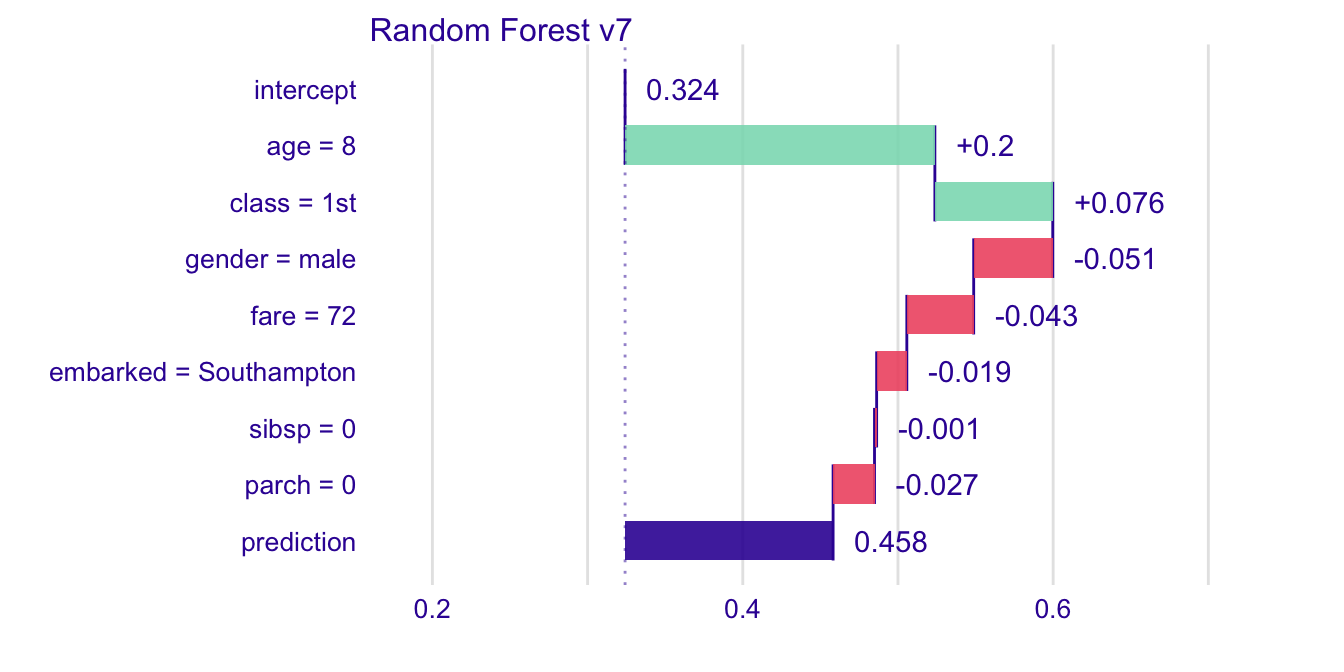 Random Forest v7
intercept 0.324
age = 8 +0.2
class = 1st +0.076
gender = male -0.051
fare = 72 -0.043
embarked = Southampton -0.019
sibsp = 0 -0.001
parch = 0 -0.027
prediction 0.458
0.2 0.4 0.6